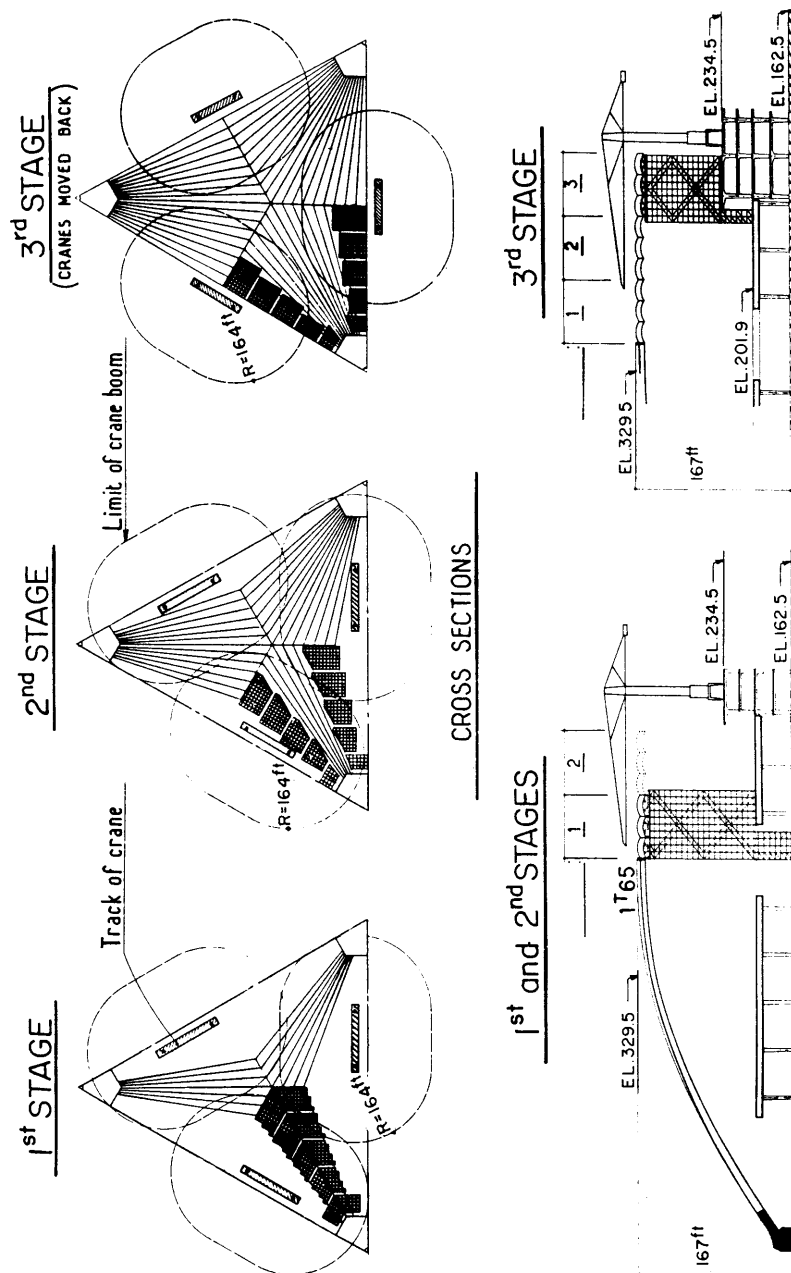 1st STAGE
Track of crane
R=164ft
2nd STAGE
Limit of crane boom
R=164ft
3rd STAGE
(CRANES MOVED BACK)
R=164ft
CROSS SECTIONS
1st and 2nd STAGES
EL.329.5
167ft
1T65
1
2
EL.234.5
EL.162.5
3rd STAGE
1
2
3
EL.329.5
167ft
EL.201.9
EL.234.5
EL.162.5